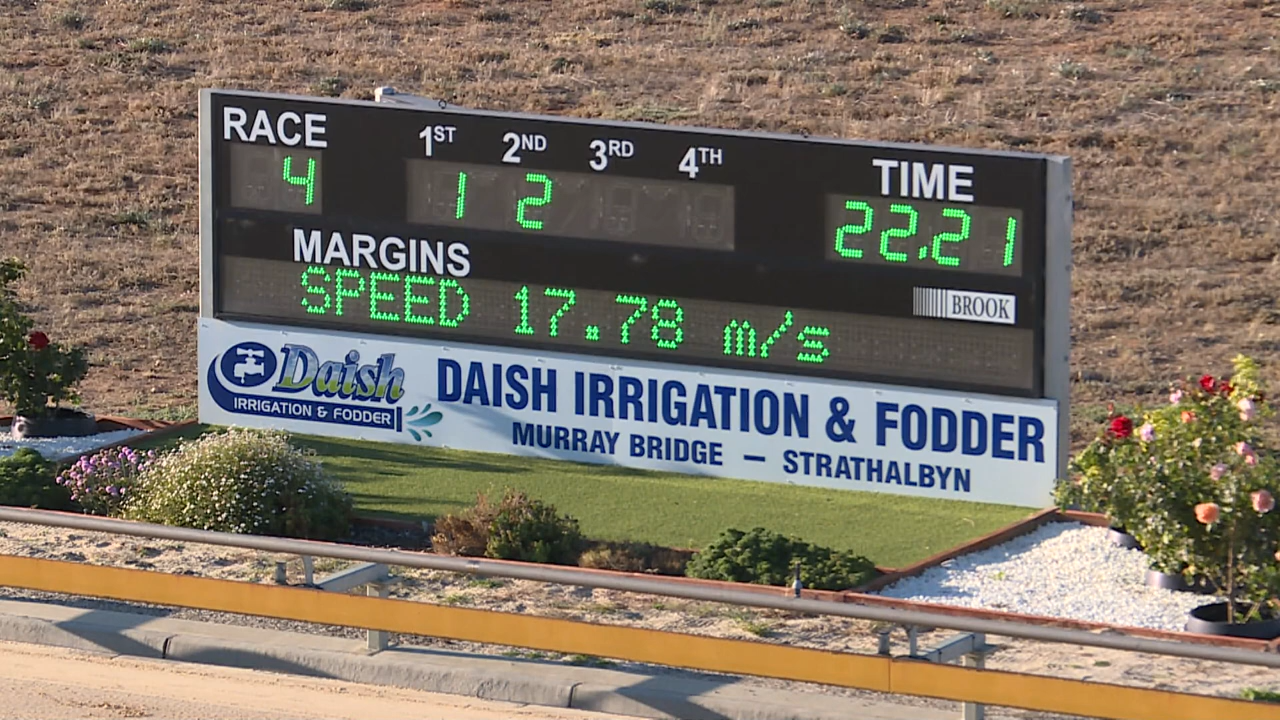 RACE 1ST 2ND 3RD 4TH TIME
4 1 2 22.21
MARGINS
SPEED 17.78 m/s
BROOK
Daish
IRRIGATION & FODDER
DAISH IRRIGATION & FODDER
MURRAY BRIDGE – STRATHALBYN